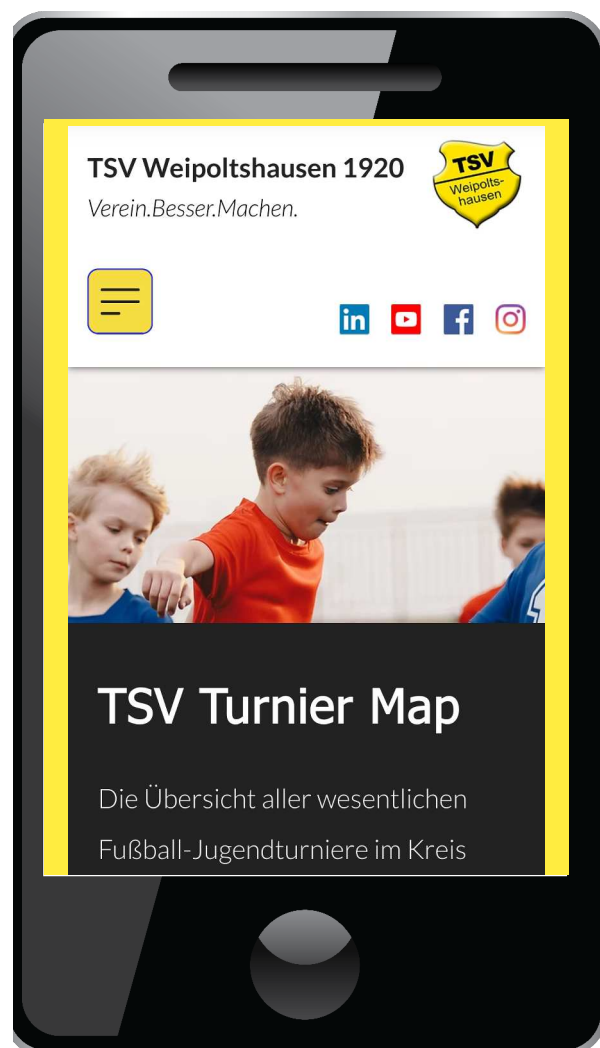 TSV Weipoltshausen 1920
Verein.Besser.Machen.
TSV
Weipolts-
hausen
in
TSV Turnier Map
Die Übersicht aller wesentlichen
Fußball-Jugendturniere im Kreis